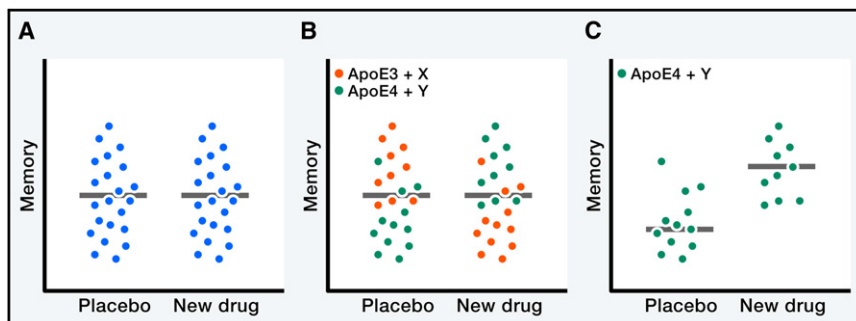 A
Memory
Placebo New drug
B
ApoE3 + X
ApoE4 + Y
Memory
Placebo New drug
C
ApoE4 + Y
Memory
Placebo New drug